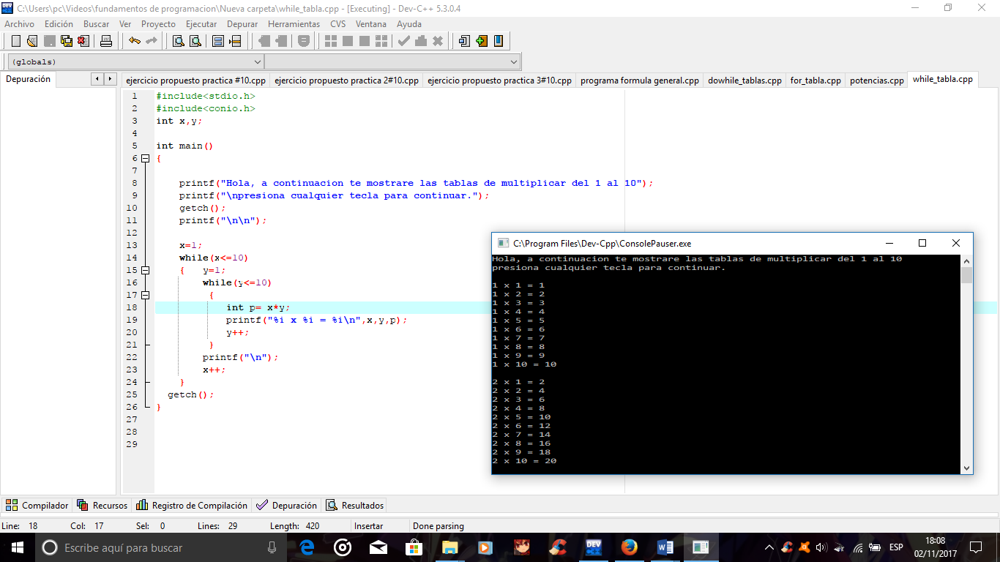 C:\Users\pc\Videos\fundamentos de programacion\Nueva carpeta\while_tabla.cpp - [Executing] - Dev-C++ 5.3.0.4
Archivo Edición Buscar Ver Proyecto Ejecutar Depurar Herramientas CVS Ventana Ayuda
(globals)
Depuración
ejercicio propuesto practica #10.cpp ejercicio propuesto practica 2#10.cpp ejercicio propuesto practica 3#10.cpp programa formula general.cpp dowhile_tablas.cpp for_tabla.cpp potencias.cpp while_tabla.cpp
1 #include<stdio.h>
2 #include<conio.h>
3 int x,y;
4
5 int main()
6 {
7
8 printf("Hola, a continuacion te mostrare las tablas de multiplicar del 1 al 10");
9 printf("\npresiona cualquier tecla para continuar.");
10 getch();
11 printf("\n\n");
12
13 x=1;
14 while(x<=10)
15 { y=1;
16 while(y<=10)
17 {
18 int p= x*y;
19 printf("%i x %i = %i\n",x,y,p);
20 y++;
21 }
22 printf("\n");
23 x++;
24 }
25 getch();
26 }
27
28
29
C:\Program Files\Dev-Cpp\ConsolePauser.exe
Hola, a continuacion te mostrare las tablas de multiplicar del 1 al 10
presiona cualquier tecla para continuar.
1 x 1 = 1
1 x 2 = 2
1 x 3 = 3
1 x 4 = 4
1 x 5 = 5
1 x 6 = 6
1 x 7 = 7
1 x 8 = 8
1 x 9 = 9
1 x 10 = 10
2 x 1 = 2
2 x 2 = 4
2 x 3 = 6
2 x 4 = 8
2 x 5 = 10
2 x 6 = 12
2 x 7 = 14
2 x 8 = 16
2 x 9 = 18
2 x 10 = 20
Compilador Recursos Registro de Compilación Depuración Resultados
Line: 18 Col: 17 Sel: 0 Lines: 29 Length: 420 Insertar Done parsing
Escribe aquí para buscar
DEV
ESP
18:08
02/11/2017